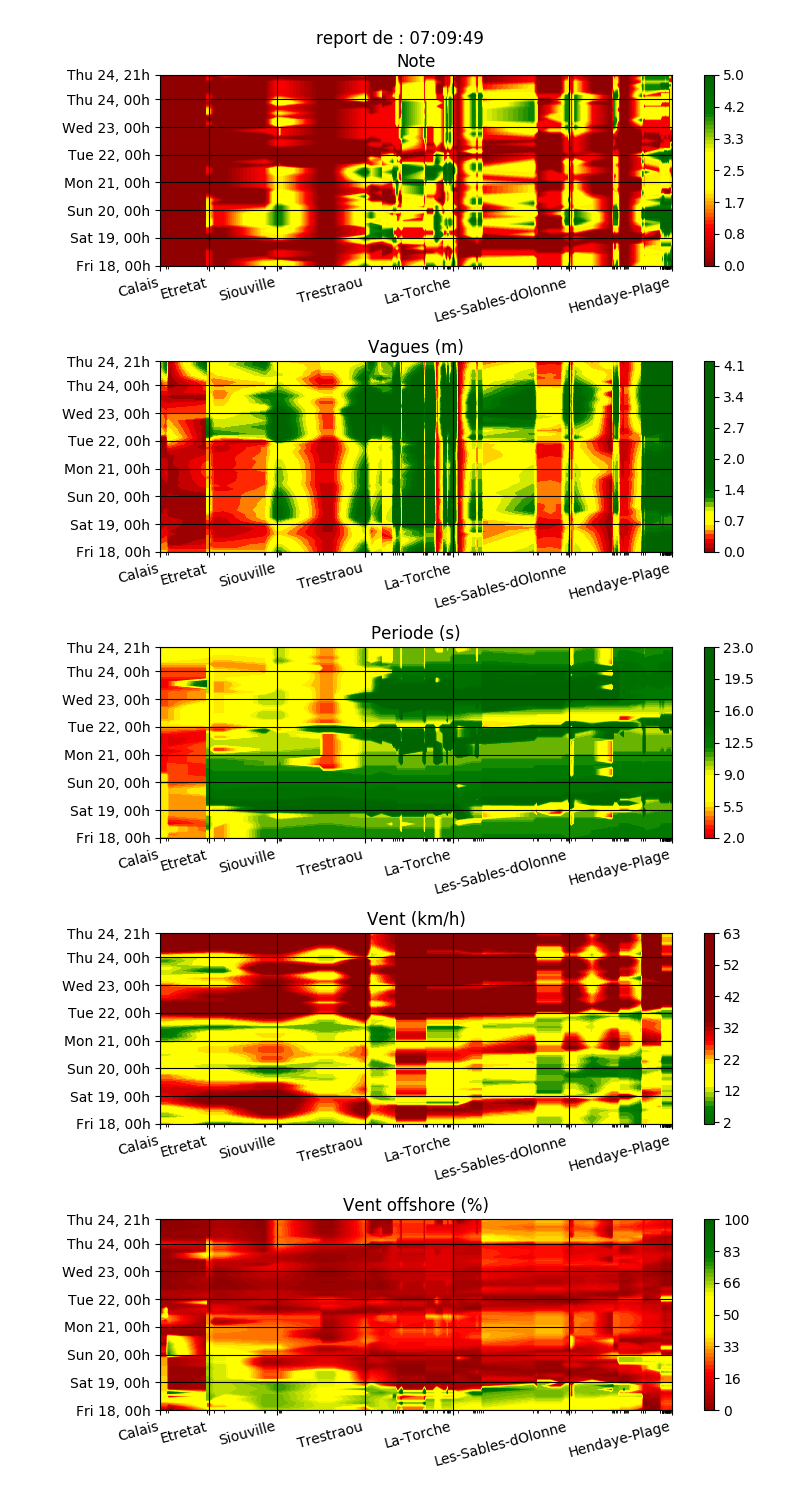 report de : 07:09:49
Note
Thu 24, 21h
Thu 24, 00h
Wed 23, 00h
Tue 22, 00h
Mon 21, 00h
Sun 20, 00h
Sat 19, 00h
Fri 18, 00h
5.0
4.2
3.3
2.5
1.7
0.8
0.0
Calais Etretat Siouville Trestraou La-Torche Les-Sables-dOlonne Hendaye-Plage
Vagues (m)
Thu 24, 21h
Thu 24, 00h
Wed 23, 00h
Tue 22, 00h
Mon 21, 00h
Sun 20, 00h
Sat 19, 00h
Fri 18, 00h
4.1
3.4
2.7
2.0
1.4
0.7
0.0
Calais Etretat Siouville Trestraou La-Torche Les-Sables-dOlonne Hendaye-Plage
Periode (s)
Thu 24, 21h
Thu 24, 00h
Wed 23, 00h
Tue 22, 00h
Mon 21, 00h
Sun 20, 00h
Sat 19, 00h
Fri 18, 00h
23.0
19.5
16.0
12.5
9.0
5.5
2.0
Calais Etretat Siouville Trestraou La-Torche Les-Sables-dOlonne Hendaye-Plage
Vent (km/h)
Thu 24, 21h
Thu 24, 00h
Wed 23, 00h
Tue 22, 00h
Mon 21, 00h
Sun 20, 00h
Sat 19, 00h
Fri 18, 00h
63
52
42
32
22
12
2
Calais Etretat Siouville Trestraou La-Torche Les-Sables-dOlonne Hendaye-Plage
Vent offshore (%)
Thu 24, 21h
Thu 24, 00h
Wed 23, 00h
Tue 22, 00h
Mon 21, 00h
Sun 20, 00h
Sat 19, 00h
Fri 18, 00h
100
83
66
50
33
16
0
Calais Etretat Siouville Trestraou La-Torche Les-Sables-dOlonne Hendaye-Plage